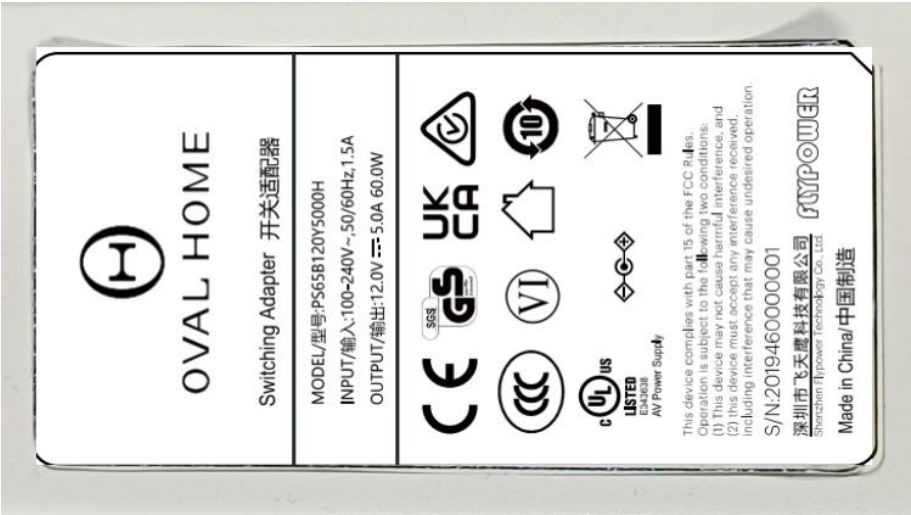 OVAL HOME
Switching Adapter 开关适配器
MODEL/型号:PS65B120Y5000H
INPUT/输入:100-240V~,50/60Hz,1.5A
OUTPUT/输出:12.0V⎓5.0A 60.0W
CE
SGS
GS
UK
CA
CCC
VI
10
C UL US
LISTED
E343638
AV Power Supply
This device complies with part 15 of the FCC Rules.
Operation is subject to the following two conditions:
(1) This device may not cause harmful interference, and
(2) this device must accept any interference received,
including interference that may cause undesired operation.
S/N:20194600000001
深圳市飞天鹰科技有限公司 FLYPOWER
Shenzhen Flypower Technology Co., Ltd.
Made in China/中国制造